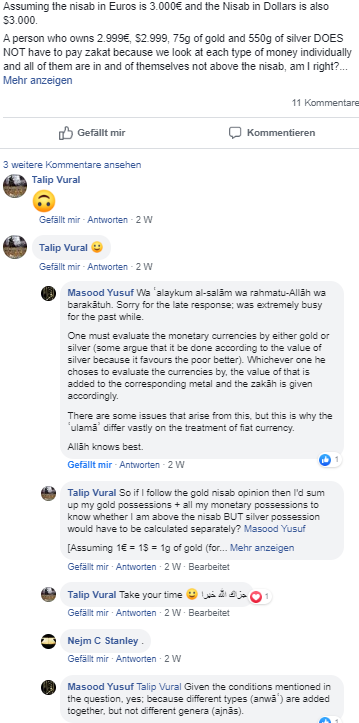 Assuming the nisab in Euros is 3.000€ and the Nisab in Dollars is also
$3.000.
A person who owns 2.999€, $2.999, 75g of gold and 550g of silver DOES
NOT have to pay zakat because we look at each type of money individually
and all of them are in and of themselves not above the nisab, am I right?...
Mehr anzeigen
11 Kommentare
Gefällt mir
Kommentieren
3 weitere Kommentare ansehen
Talip Vural
🙃
Gefällt mir · Antworten · 2 W
Talip Vural 😀
Gefällt mir · Antworten · 2 W
Masood Yusuf Wa ʿalaykum al-salām wa rahmatu-Allāh wa
barakātuh. Sorry for the late response; was extremely busy
for the past while.
One must evaluate the monetary currencies by either gold or
silver (some argue that it be done according to the value of
silver because it favours the poor better). Whichever one he
choses to evaluate the currencies by, the value of that is
added to the corresponding metal and the zakāh is given
accordingly.
There are some issues that arise from this, but this is why the
ʿulamāʾ differ vastly on the treatment of fiat currency.
Allāh knows best.
1
Gefällt mir · Antworten · 2 W
Talip Vural So if I follow the gold nisab opinion then I'd sum
up my gold possessions + all my monetary possessions to
know whether I am above the nisab BUT silver possession
would have to be calculated separately? Masood Yusuf
[Assuming 1€ = 1$ = 1g of gold (for... Mehr anzeigen
Gefällt mir · Antworten · 2 W · Bearbeitet
Talip Vural Take your time 😀 جزاك الله خيرا
1
Gefällt mir · Antworten · 2 W · Bearbeitet
Nejm C Stanley .
Gefällt mir · Antworten · 2 W
Masood Yusuf Talip Vural Given the conditions mentioned in
the question, yes; because different types (anwāʿ) are added
together, but not different genera (ajnās).
1